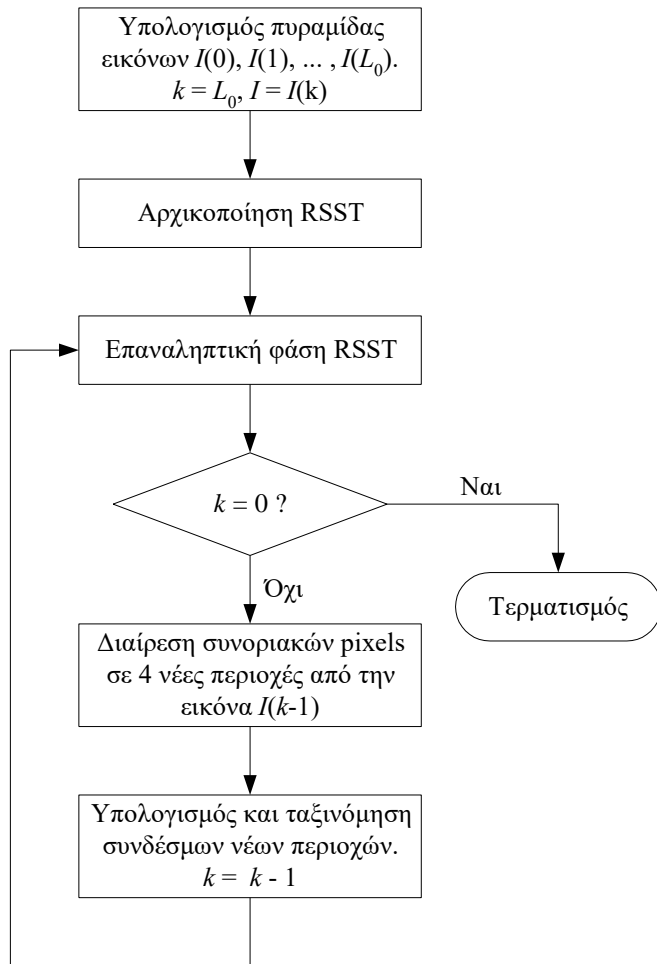 Υπολογισμός πυραμίδας
εικόνων I(0), I(1), ... , I(L₀).
k = L₀, I = I(k)
Αρχικοποίηση RSST
Επαναληπτική φάση RSST
k = 0 ?
Ναι
Όχι
Τερματισμός
Διαίρεση συνοριακών pixels
σε 4 νέες περιοχές από την
εικόνα I(k-1)
Υπολογισμός και ταξινόμηση
συνδέσμων νέων περιοχών.
k = k - 1